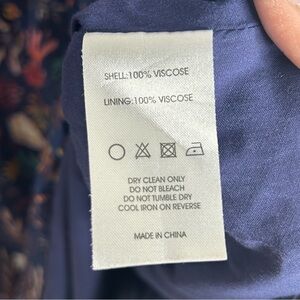 SHELL:100% VISCOSE
LINING:100% VISCOSE
DRY CLEAN ONLY
DO NOT BLEACH
DO NOT TUMBLE DRY
COOL IRON ON REVERSE
MADE IN CHINA